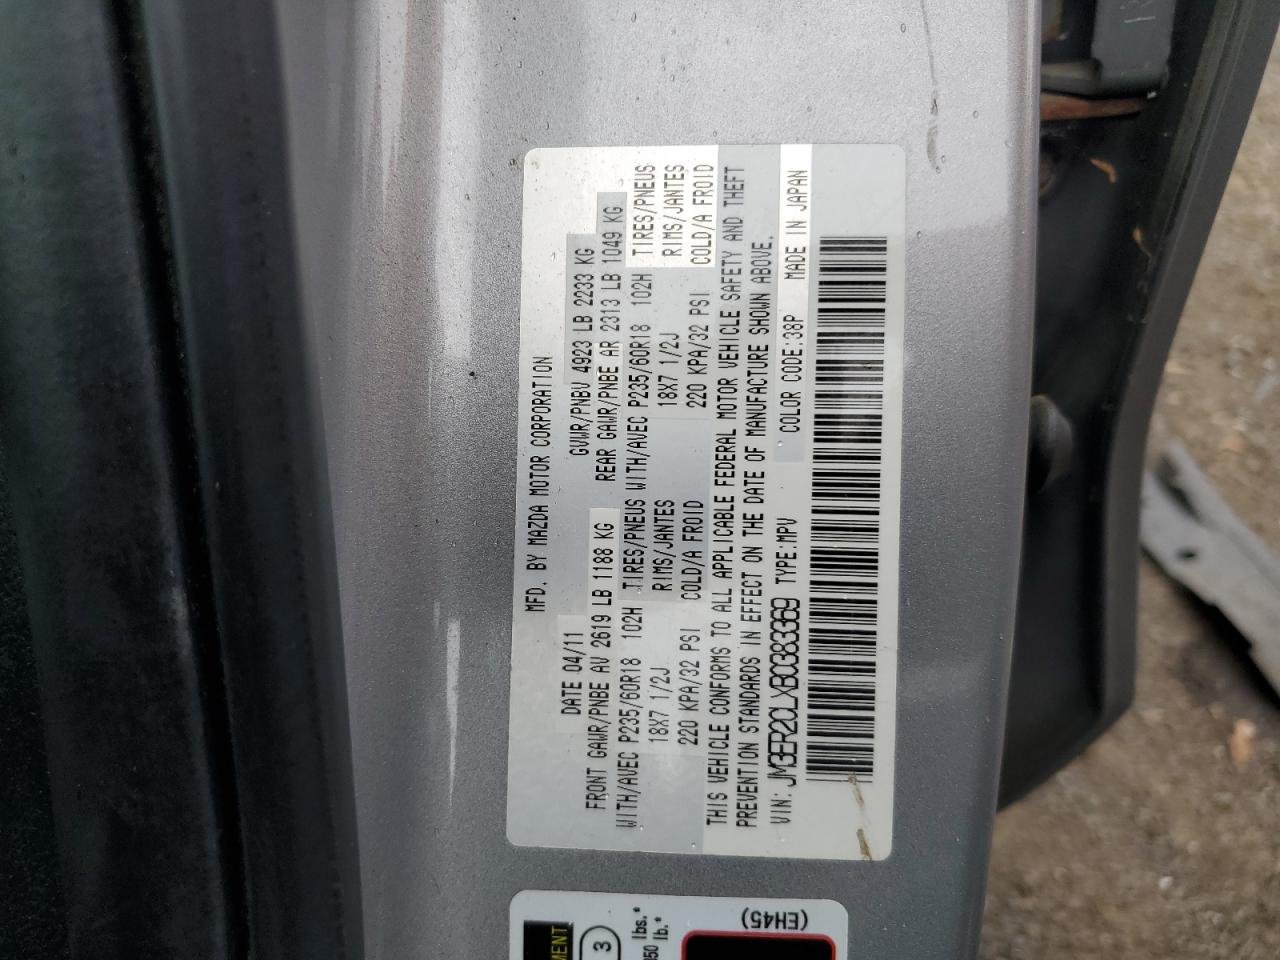 MFD. BY MAZDA MOTOR CORPORATION
DATE 04/11 GVWR/PNBV 4923 LB 2233 KG
FRONT GAWR/PNBE AV 2619 LB 1188 KG REAR GAWR/PNBE AR 2313 LB 1049 KG
WITH/AVEC P235/60R18 102H TIRES/PNEUS WITH/AVEC P235/60R18 102H TIRES/PNEUS
18X7 1/2J RIMS/JANTES 18X7 1/2J RIMS/JANTES
220 KPA/32 PSI COLD/A FROID 220 KPA/32 PSI COLD/A FROID
THIS VEHICLE CONFORMS TO ALL APPLICABLE FEDERAL MOTOR VEHICLE SAFETY AND THEFT
PREVENTION STANDARDS IN EFFECT ON THE DATE OF MANUFACTURE SHOWN ABOVE.
VIN: JM3ER2CLXB0383369 TYPE:MPV COLOR CODE:38P MADE IN JAPAN
3
lbs.*
lb.*
(EH45)